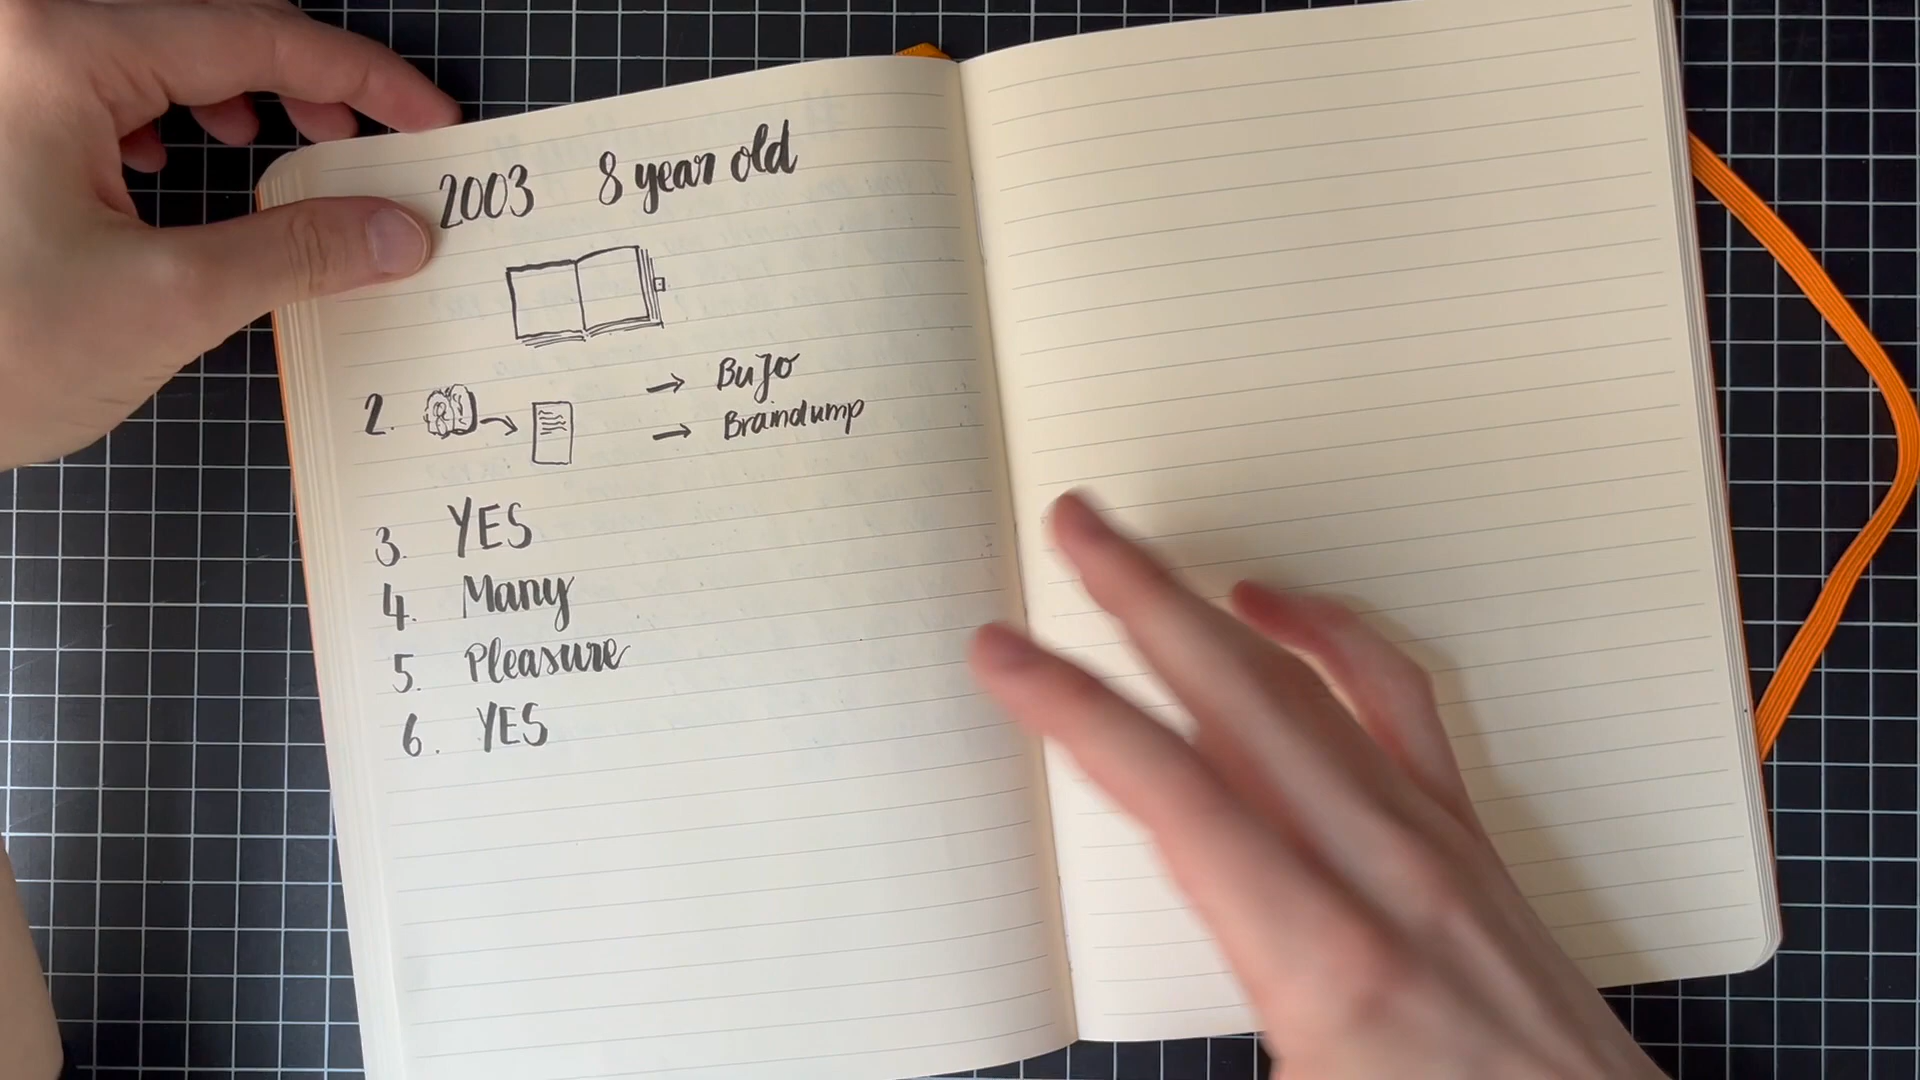 2003 8 year old
2. → BuJo
→ Braindump
3. YES
4. Many
5. Pleasure
6. YES